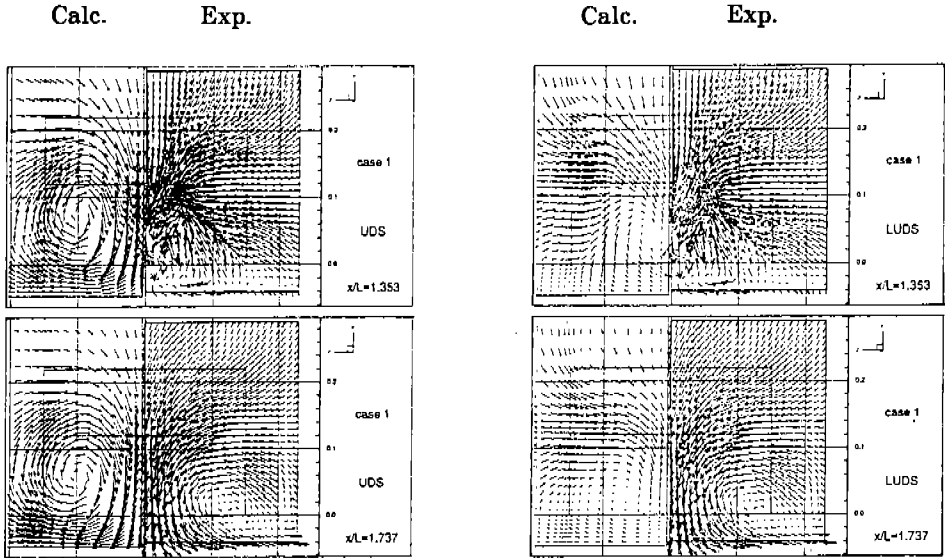 Calc. Exp. Calc. Exp.
0.2
case 1
0.1
UDS
0.0
x/L=1.353
0.2
case 1
0.1
LUDS
0.0
x/L=1.353
0.2
case 1
0.1
UDS
0.0
x/L=1.737
0.2
case 1
0.1
LUDS
0.0
x/L=1.737